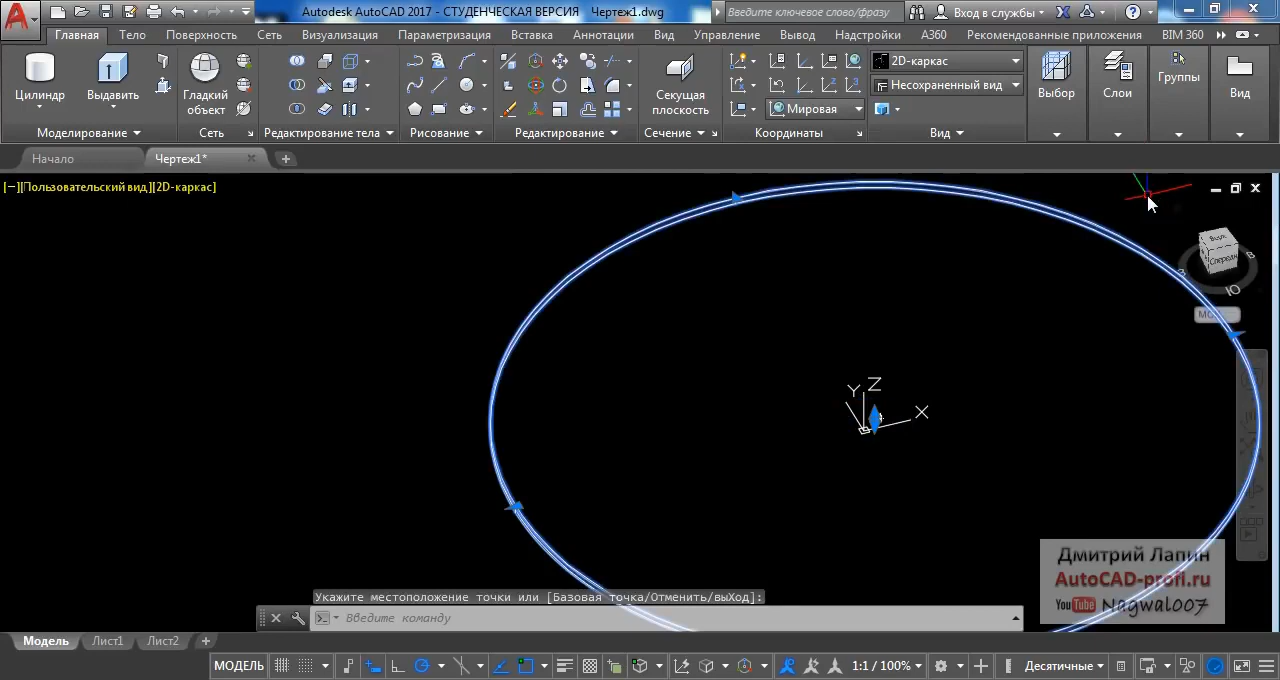 Autodesk AutoCAD 2017 - СТУДЕНЧЕСКАЯ ВЕРСИЯ Чертеж1.dwg
Введите ключевое слово/фразу
Вход в службы
Главная Тело Поверхность Сеть Визуализация Параметризация Вставка Аннотации Вид Управление Вывод Надстройки A360 Рекомендованные приложения BIM 360
Цилиндр
Выдавить
Гладкий
объект
Секущая
плоскость
Мировая
2D-каркас
Несохраненный вид
Выбор
Слои
Группы
Вид
Моделирование Сеть Редактирование тела Рисование Редактирование Сечение Координаты Вид
Начало Чертеж1*
[−][Пользовательский вид][2D-каркас]
Верх
Спереди
З
В
Ю
Y Z
X
Дмитрий Лапин
AutoCAD-profi.ru
YouTube Nagwal007
Укажите местоположение точки или [Базовая точка/Отменить/выХод]:
Введите команду
Модель Лист1 Лист2
МОДЕЛЬ 1:1 / 100% Десятичные